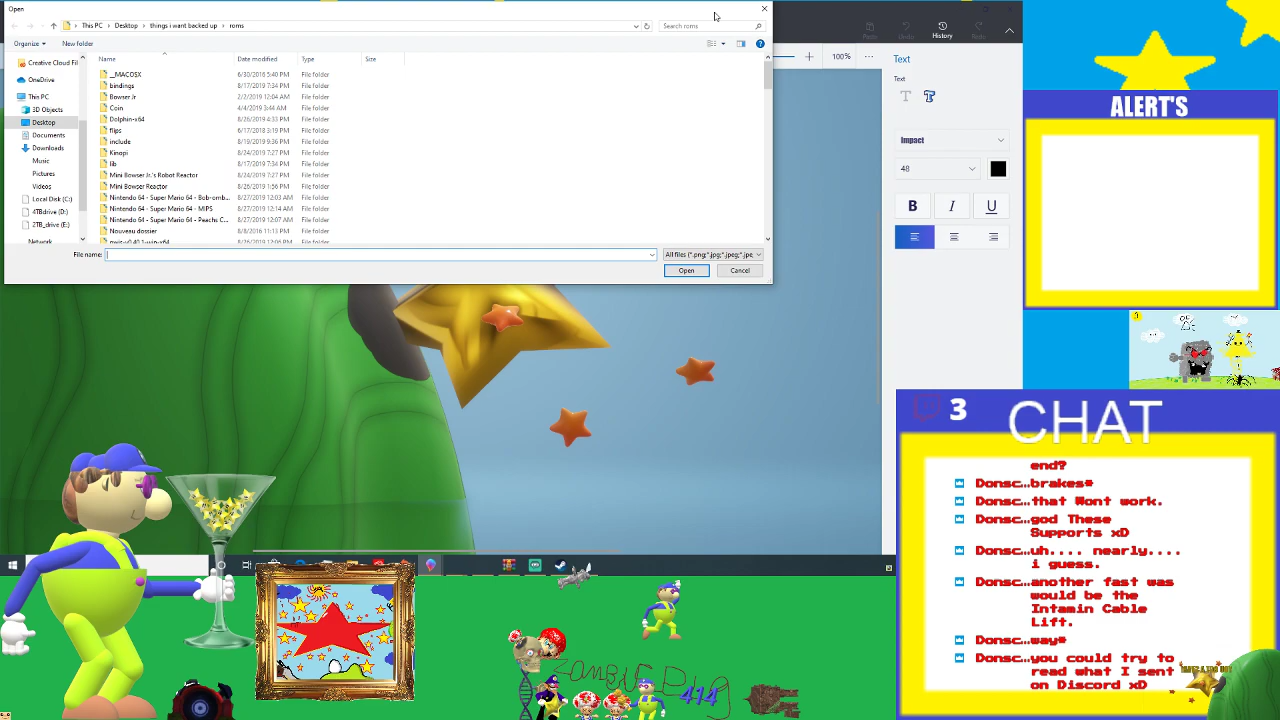 Open
This PC > Desktop > things i want backed up > roms
Search roms
Organize
New folder
Name
Date modified
Type
Size
Creative Cloud Fil
OneDrive
This PC
3D Objects
Desktop
Documents
Downloads
Music
Pictures
Videos
Local Disk (C:)
4TBdrive (D:)
2TB_drive (E:)
Network
__MACOSX 6/30/2016 5:40 PM File folder
bindings 8/17/2019 7:34 PM File folder
Bowser Jr 2/2/2019 12:04 AM File folder
Coin 4/4/2019 3:44 AM File folder
Dolphin-x64 8/26/2019 4:33 PM File folder
flips 6/17/2018 3:19 PM File folder
include 8/19/2019 9:36 PM File folder
Kinopi 8/24/2019 7:27 PM File folder
lib 8/17/2019 7:34 PM File folder
Mini Bowser Jr.'s Robot Reactor 8/24/2019 7:27 PM File folder
Mini Bowser Reactor 8/26/2019 1:56 PM File folder
Nintendo 64 - Super Mario 64 - Bob-omb... 8/27/2019 12:03 AM File folder
Nintendo 64 - Super Mario 64 - MIPS 8/27/2019 12:14 AM File folder
Nintendo 64 - Super Mario 64 - Peachs C... 8/27/2019 12:07 AM File folder
Nouveau dossier 8/8/2016 11:13 PM File folder
File name:
All files (*.png;*.jpg;*.jpeg;*.jpe,
Open
Cancel
Paste
Undo
History
Redo
100%
Text
Text
Impact
48
B
I
U
ALERT'S
3
CHAT
end?
Donsc…brakes*
Donsc…that Wont work.
Donsc…god These
Supports xD
Donsc…uh.... nearly....
i guess.
Donsc…another fast was
would be the
Intamin Cable
Lift.
Donsc…way*
Donsc…you could try to
read what I sent
on Discord xD
ZOMBIE PIg
414